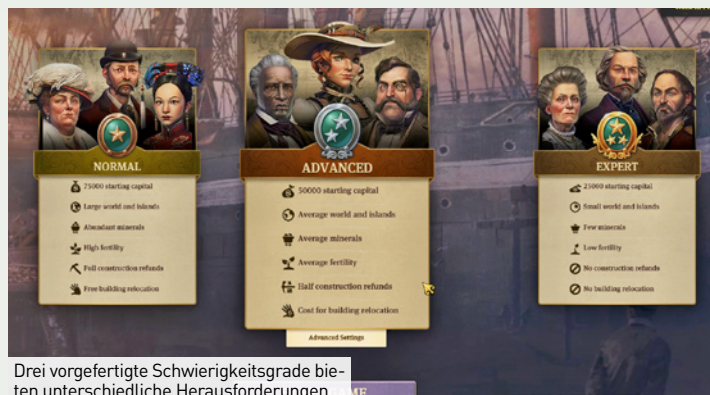 NORMAL
75000 starting capital
Large world and islands
Abundant minerals
High fertility
Full construction refunds
Free building relocation
ADVANCED
50000 starting capital
Average world and islands
Average minerals
Average fertility
Half construction refunds
Cost for building relocation
Advanced Settings
EXPERT
25000 starting capital
Small world and islands
Few minerals
Low fertility
No construction refunds
No building relocation
Drei vorgefertigte Schwierigkeitsgrade bie-
ten unterschiedliche Herausforderungen